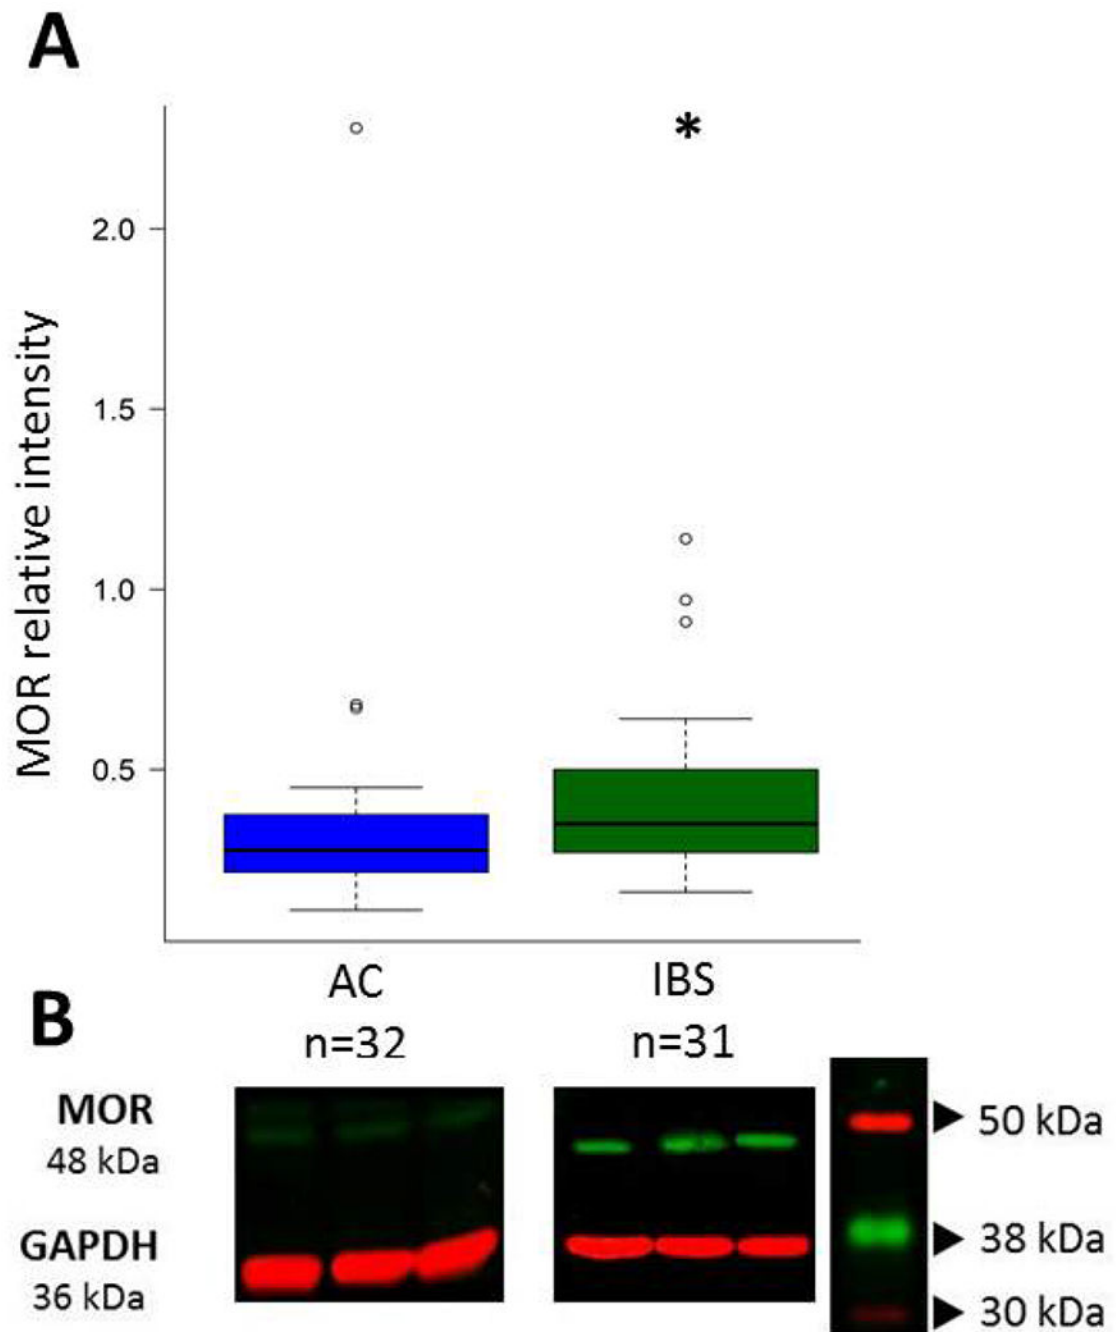 A
*
2.0
1.5
1.0
0.5
MOR relative intensity
AC
IBS
n=32
n=31
B
MOR
48 kDa
GAPDH
36 kDa
50 kDa
38 kDa
30 kDa